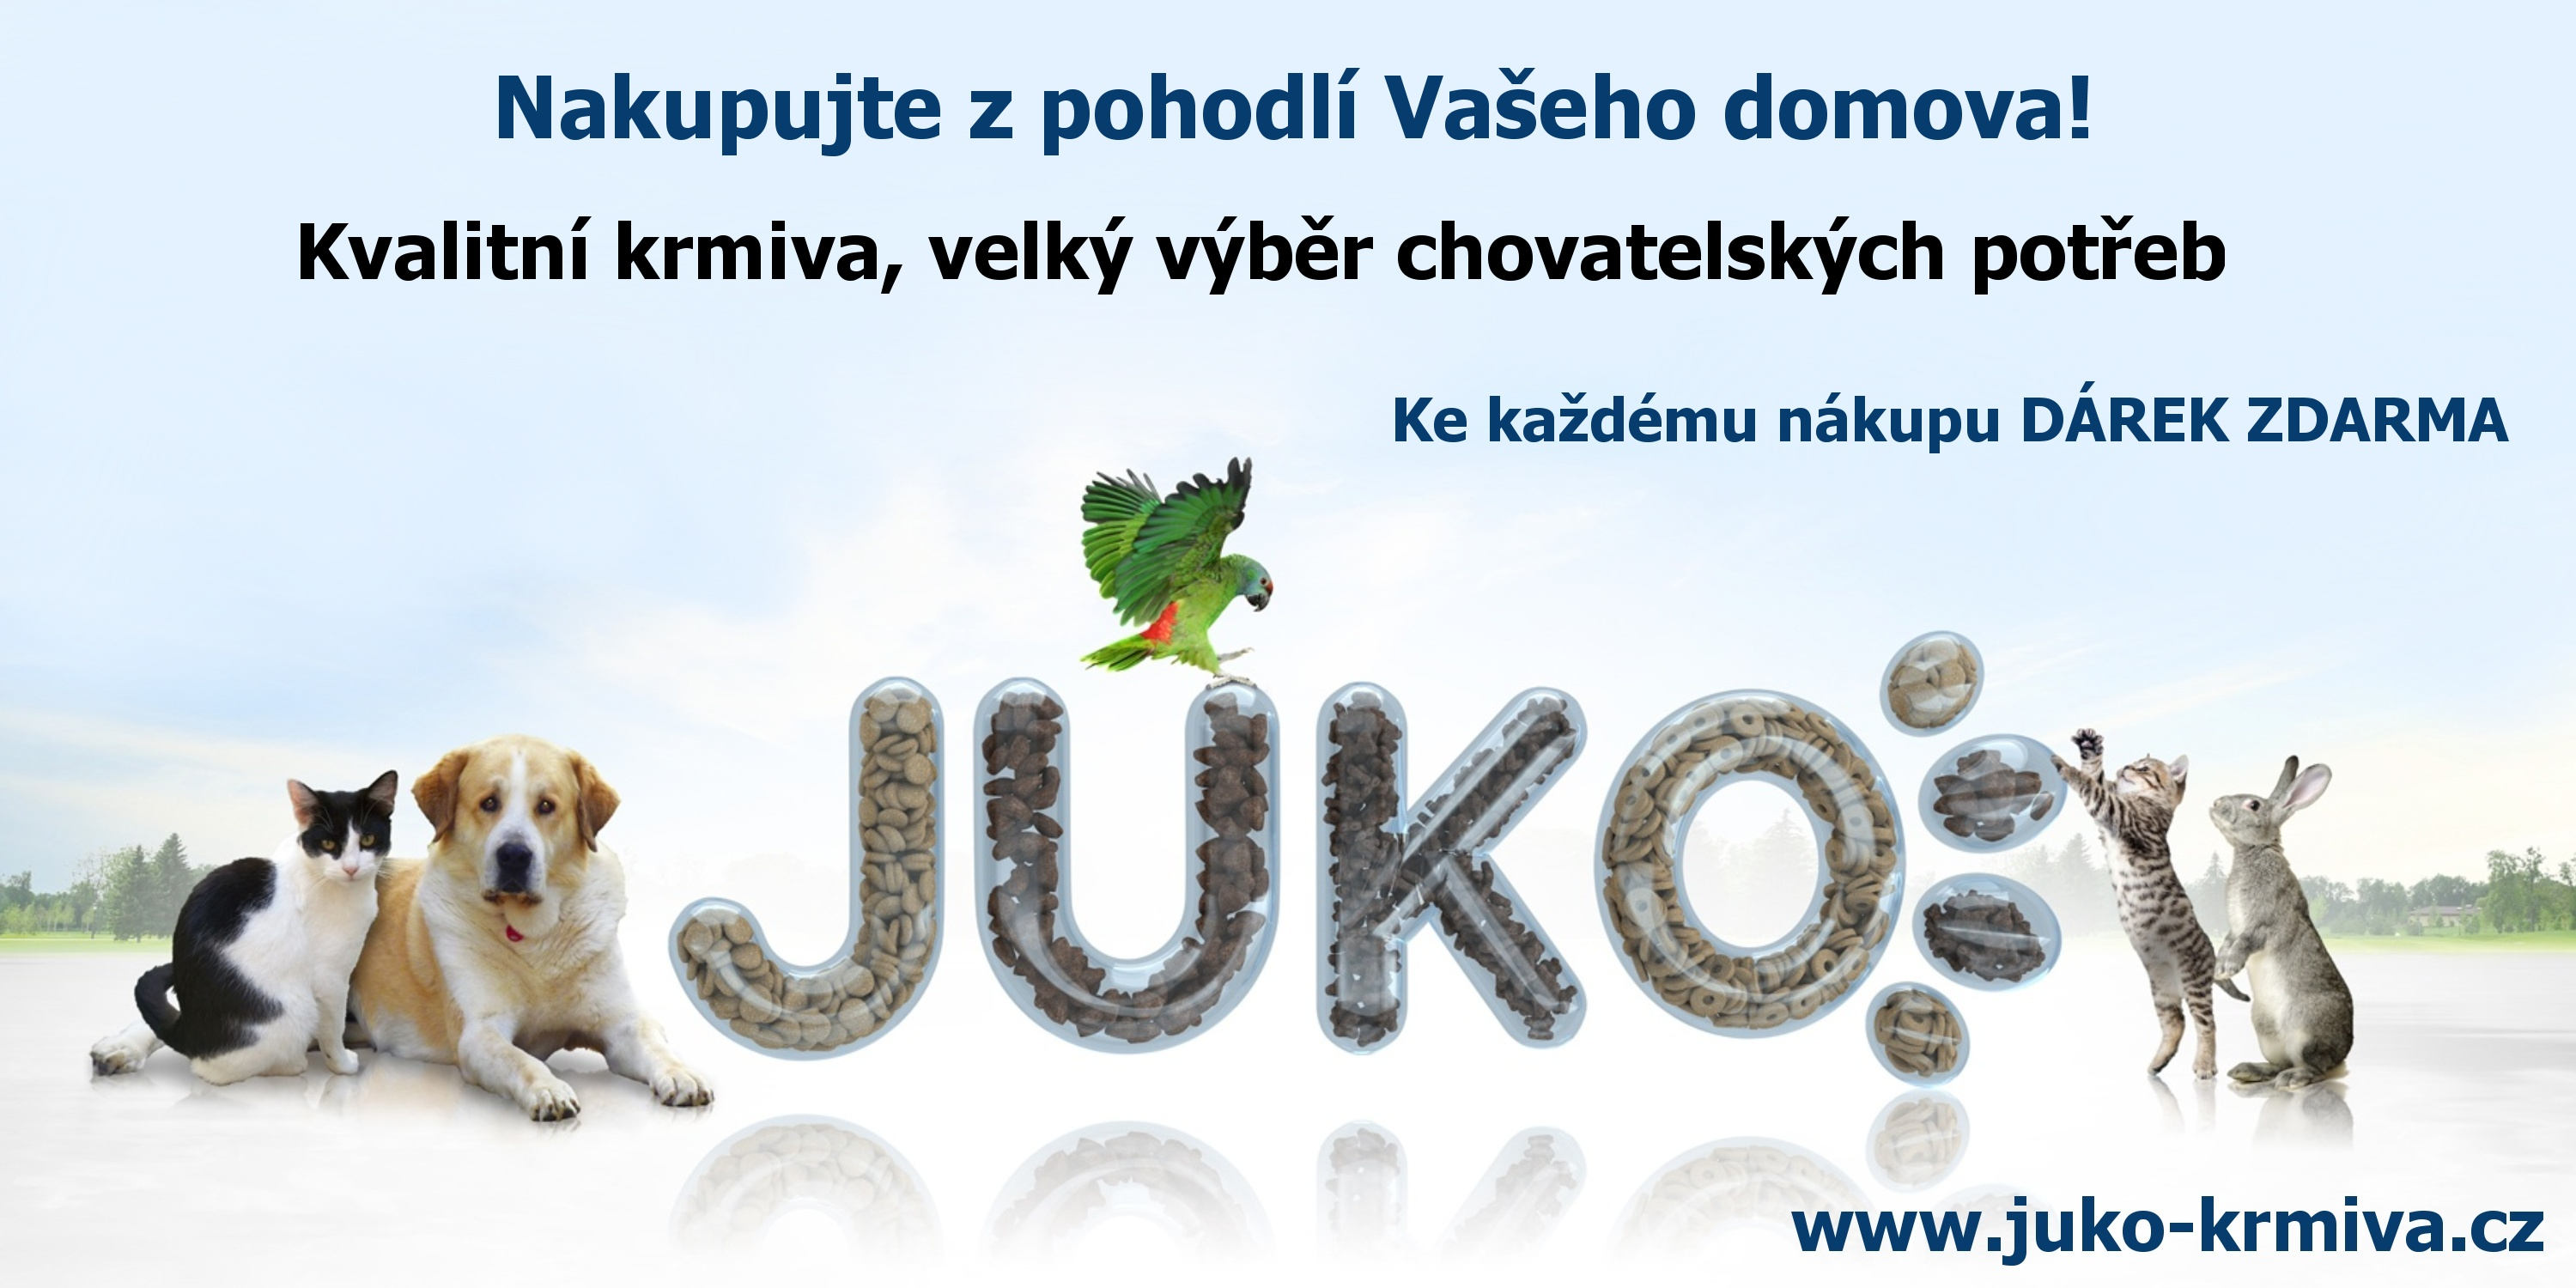 Nakupujte z pohodlí Vašeho domova!
Kvalitní krmiva, velký výběr chovatelských potřeb
Ke každému nákupu DÁREK ZDARMA
JUKO
www.juko-krmiva.cz